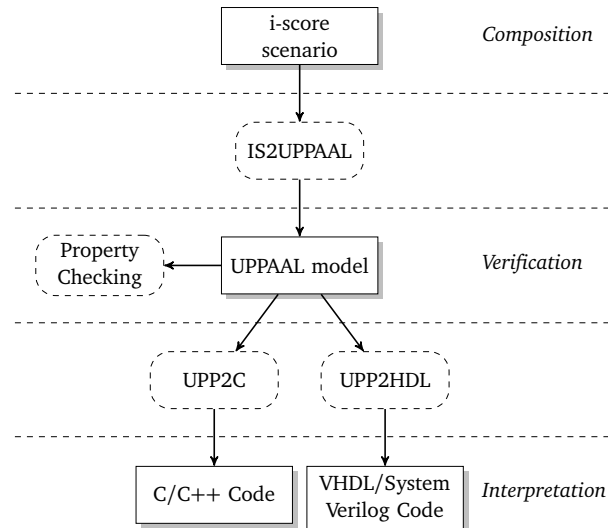 i-score
scenario
Composition
IS2UPPAAL
Property
Checking
UPPAAL model
Verification
UPP2C
UPP2HDL
C/C++ Code
VHDL/System
Verilog Code
Interpretation